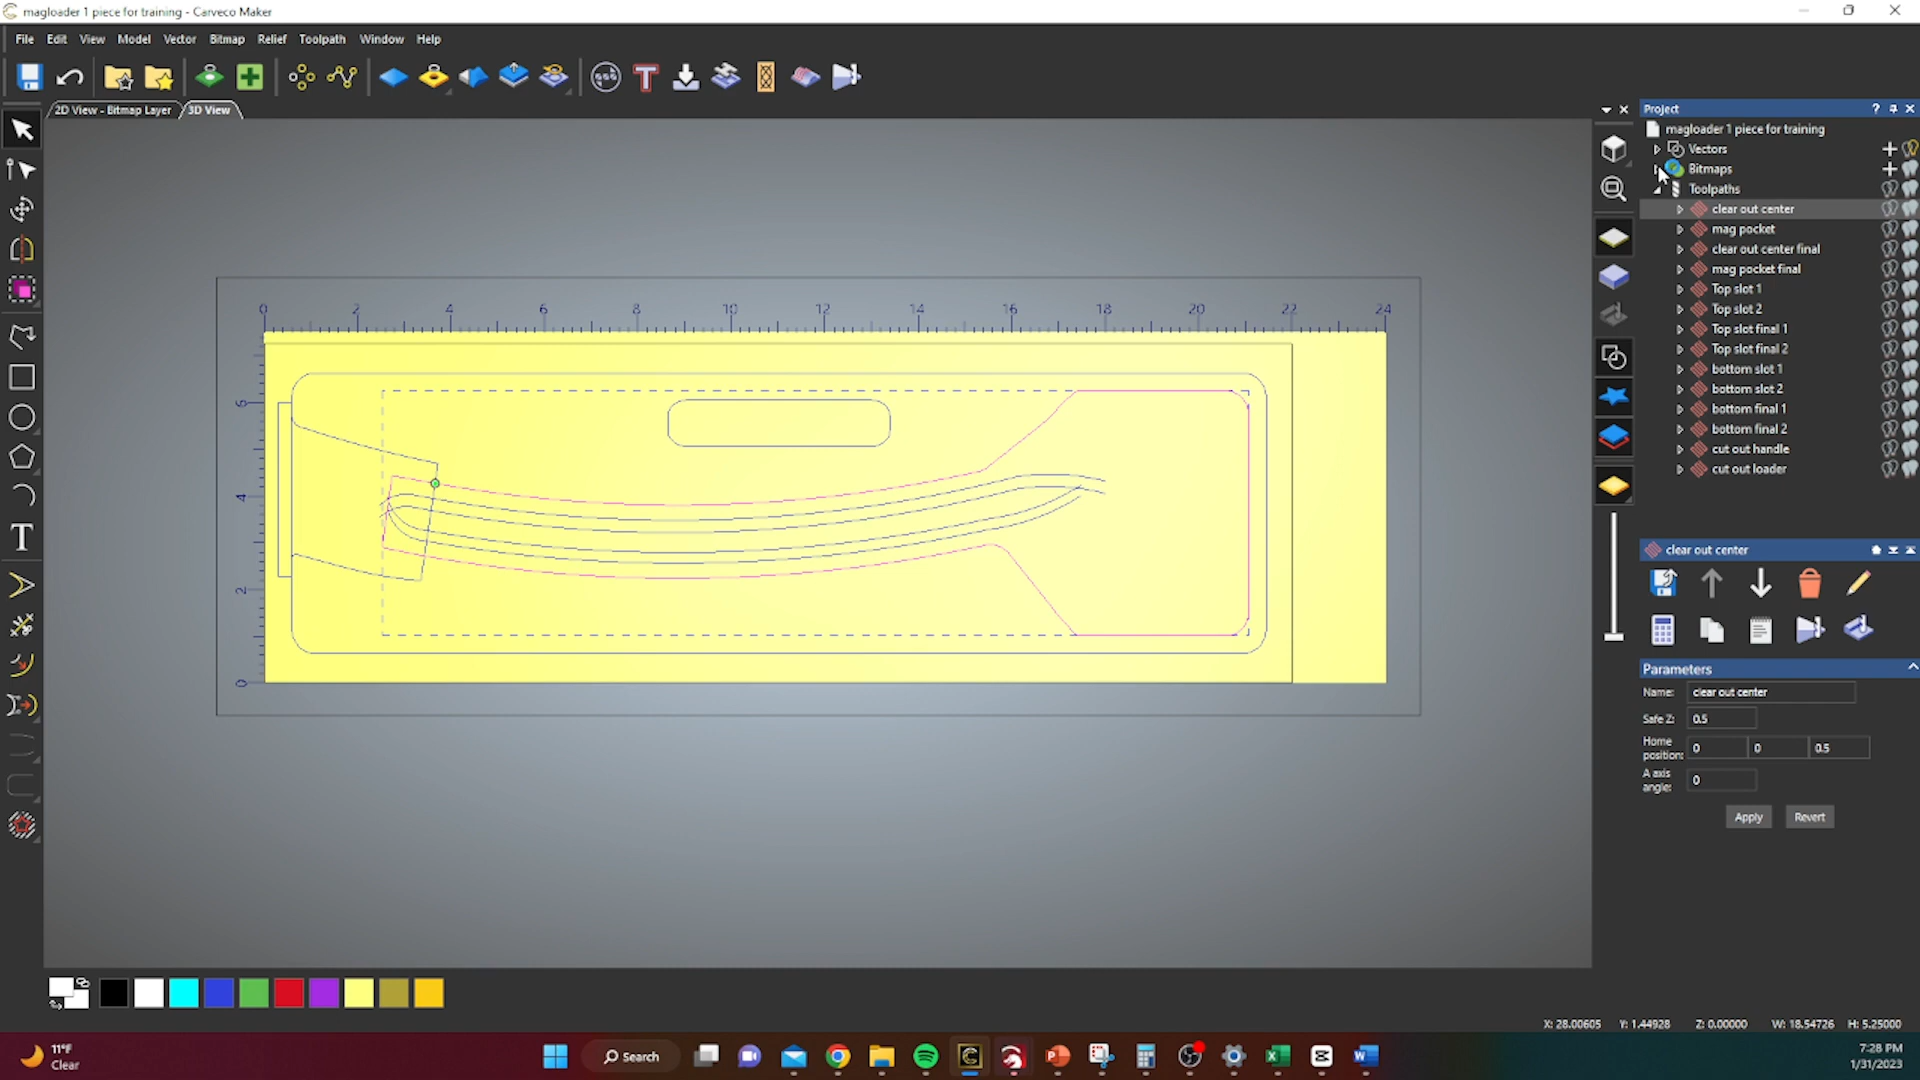 magloader 1 piece for training - Carveco Maker
File Edit View Model Vector Bitmap Relief Toolpath Window Help
2D View - Bitmap Layer
3D View
Project
magloader 1 piece for training
Vectors
Bitmaps
Toolpaths
clear out center
mag pocket
clear out center final
mag pocket final
Top slot 1
Top slot 2
Top slot final 1
Top slot final 2
bottom slot 1
bottom slot 2
bottom final 1
bottom final 2
cut out handle
cut out loader
0 2 4 6 8 10 12 14 16 18 20 22 24
6
4
2
0
clear out center
Parameters
Name: clear out center
Safe Z: 0.5
Home position: 0 0 0.5
A axis angle: 0
Apply Revert
X: 28.00605 Y: 1.44928 Z: 0.00000 W: 18.54726 H: 5.25000
11°F
Clear
Search
7:28 PM
1/31/2023